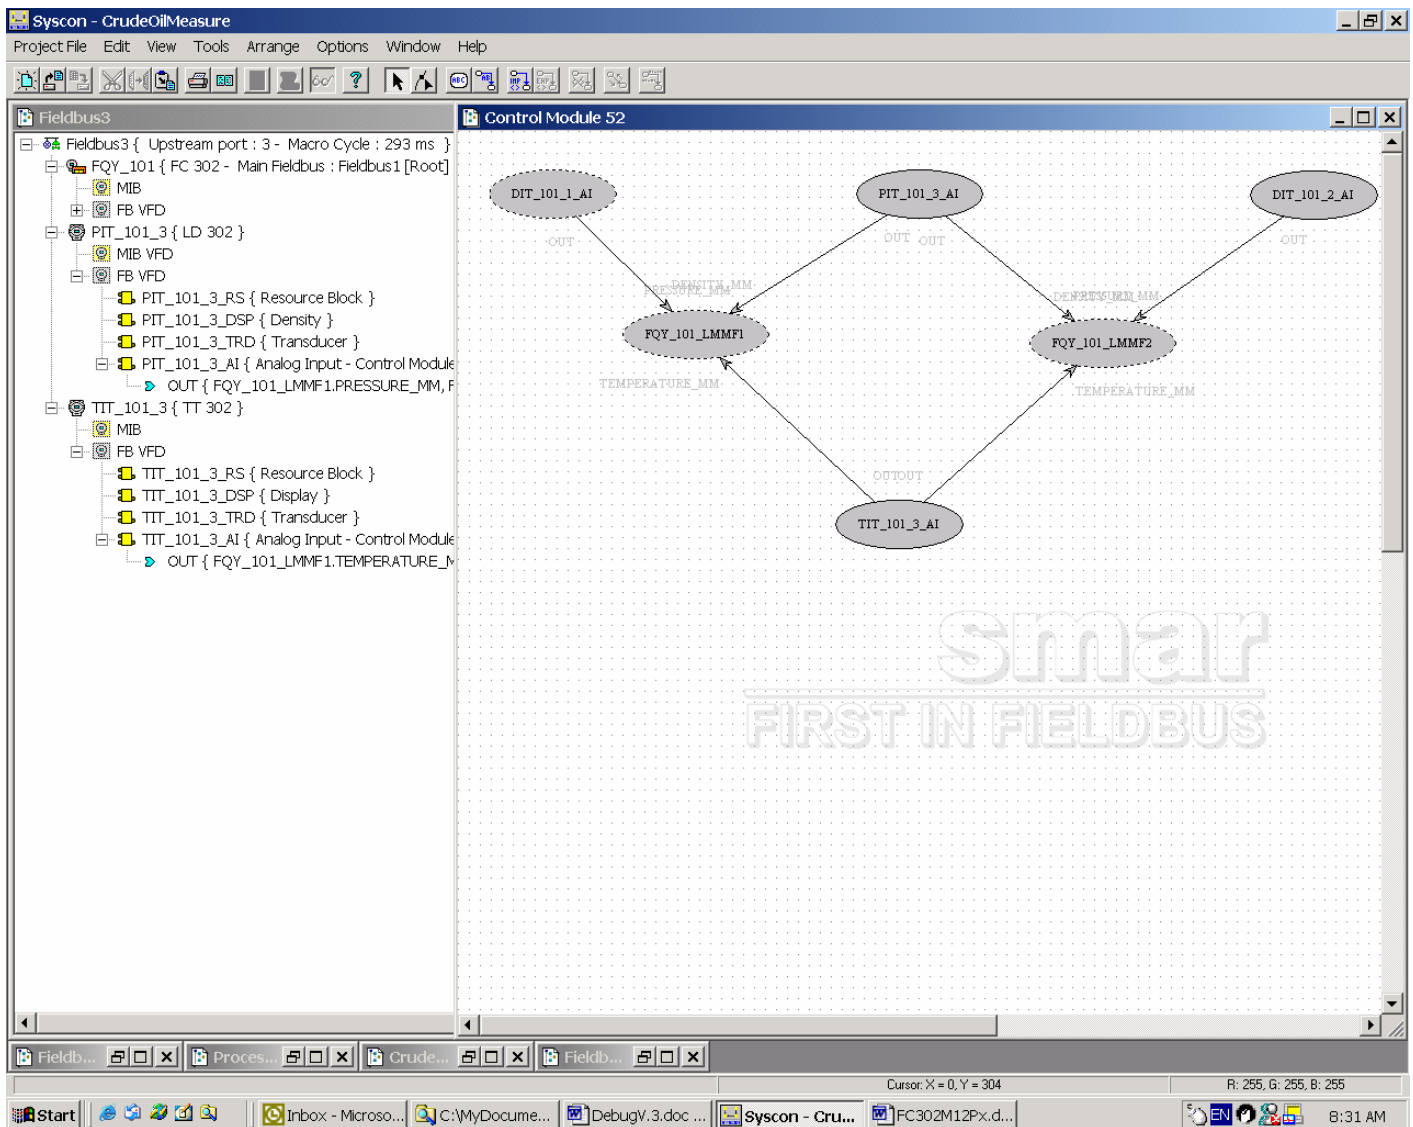 Syscon - CrudeOilMeasure
Project File Edit View Tools Arrange Options Window Help
Fieldbus3
Fieldbus3 { Upstream port : 3 - Macro Cycle : 293 ms }
FQY_101 { FC 302 - Main Fieldbus : Fieldbus1 [Root]
MIB
FB VFD
PIT_101_3 { LD 302 }
MIB VFD
FB VFD
PIT_101_3_RS { Resource Block }
PIT_101_3_DSP { Density }
PIT_101_3_TRD { Transducer }
PIT_101_3_AI { Analog Input - Control Module
OUT { FQY_101_LMMF1.PRESSURE_MM, F
TIT_101_3 { TT 302 }
MIB
FB VFD
TIT_101_3_RS { Resource Block }
TIT_101_3_DSP { Display }
TIT_101_3_TRD { Transducer }
TIT_101_3_AI { Analog Input - Control Module
OUT { FQY_101_LMMF1.TEMPERATURE_M
Control Module 52
DIT_101_1_AI PIT_101_3_AI DIT_101_2_AI
OUT OUT OUT OUT
DENSITY_MM
PRESSURE_MM DENSITY_MM PRESSURE_MM
FQY_101_LMMF1 FQY_101_LMMF2
TEMPERATURE_MM TEMPERATURE_MM
OUT OUT
TIT_101_3_AI
smar
FIRST IN FIELDBUS
Fieldb... Proces... Crude... Fieldb...
Cursor: X = 0, Y = 304 R: 255, G: 255, B: 255
Start Inbox - Microso... C:\MyDocume... DebugV.3.doc ... Syscon - Cru... FC302M12Px.d... EN 8:31 AM